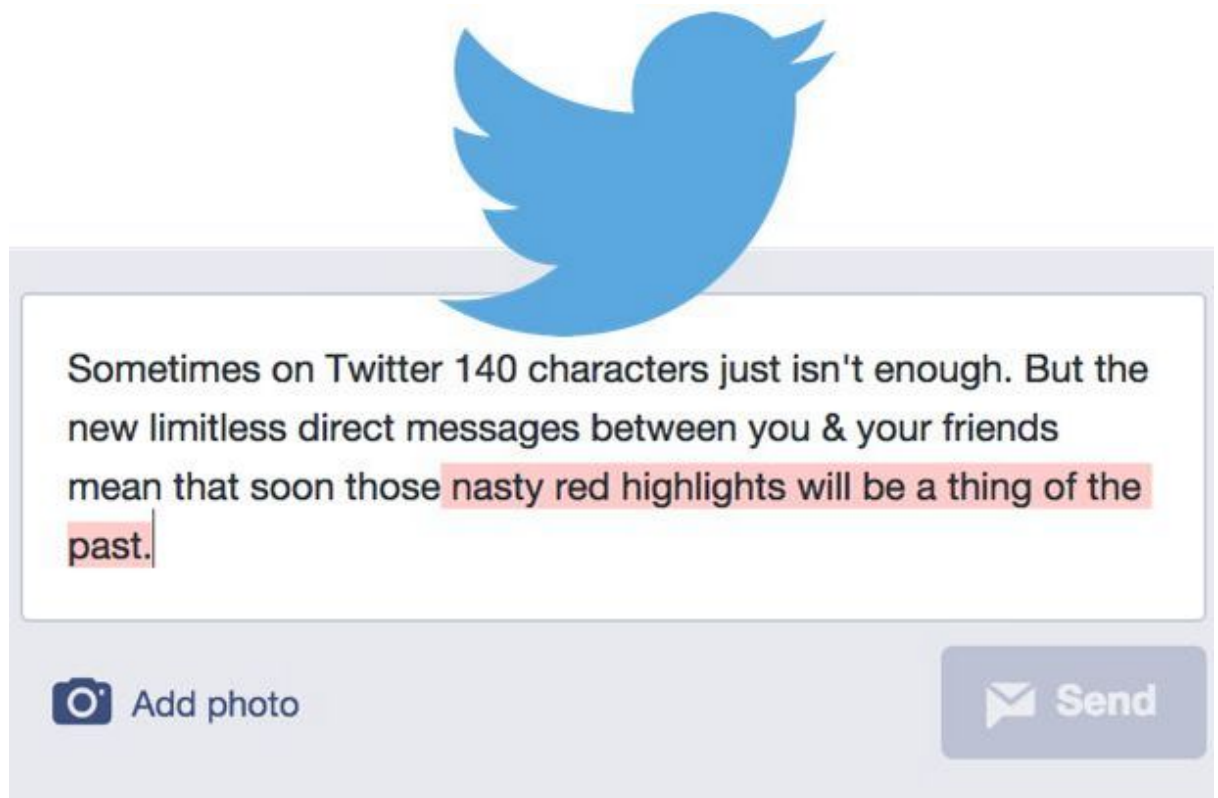 Sometimes on Twitter 140 characters just isn't enough. But the
new limitless direct messages between you & your friends
mean that soon those nasty red highlights will be a thing of the
past.
Add photo
Send